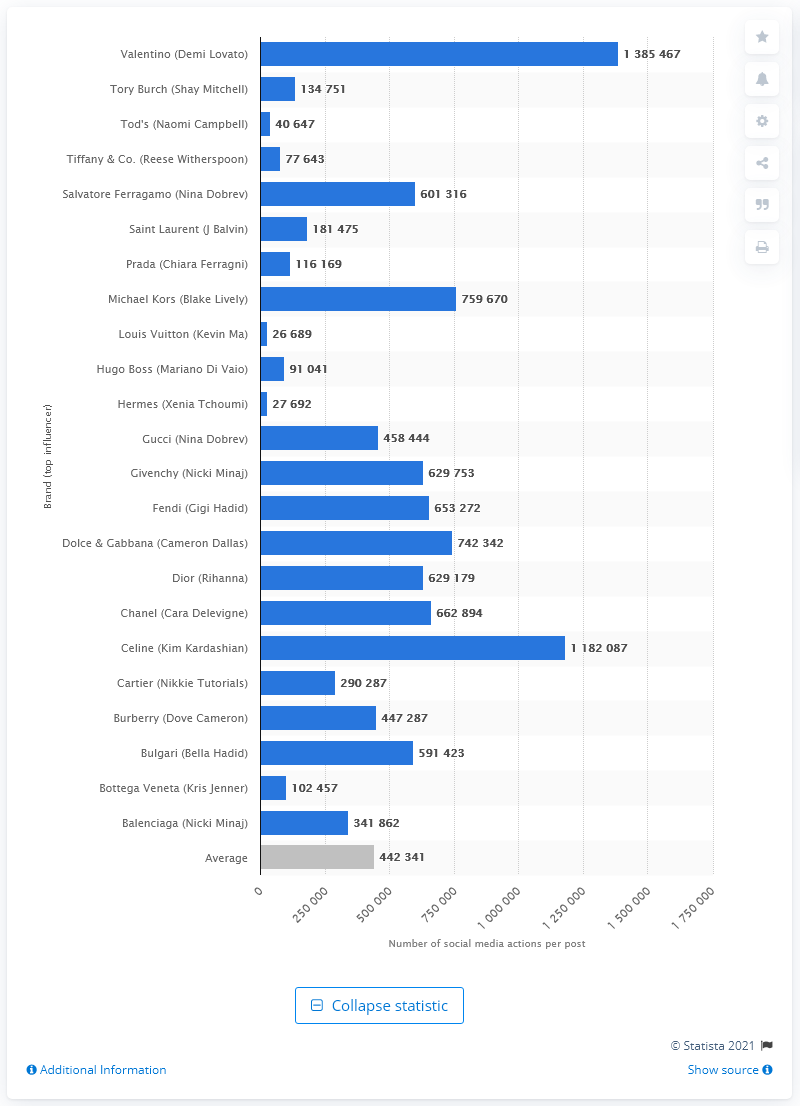 Valentino (Demi Lovato) 1 385 467
Tory Burch (Shay Mitchell) 134 751
Tod's (Naomi Campbell) 40 647
Tiffany & Co. (Reese Witherspoon) 77 643
Salvatore Ferragamo (Nina Dobrev) 601 316
Saint Laurent (J Balvin) 181 475
Prada (Chiara Ferragni) 116 169
Michael Kors (Blake Lively) 759 670
Louis Vuitton (Kevin Ma) 26 689
Hugo Boss (Mariano Di Vaio) 91 041
Hermes (Xenia Tchoumi) 27 692
Gucci (Nina Dobrev) 458 444
Givenchy (Nicki Minaj) 629 753
Fendi (Gigi Hadid) 653 272
Dolce & Gabbana (Cameron Dallas) 742 342
Dior (Rihanna) 629 179
Chanel (Cara Delevigne) 662 894
Celine (Kim Kardashian) 1 182 087
Cartier (Nikkie Tutorials) 290 287
Burberry (Dove Cameron) 447 287
Bulgari (Bella Hadid) 591 423
Bottega Veneta (Kris Jenner) 102 457
Balenciaga (Nicki Minaj) 341 862
Average 442 341
Brand (top influencer)
0 250 000 500 000 750 000 1 000 000 1 250 000 1 500 000 1 750 000
Number of social media actions per post
Collapse statistic
© Statista 2021
Additional Information Show source